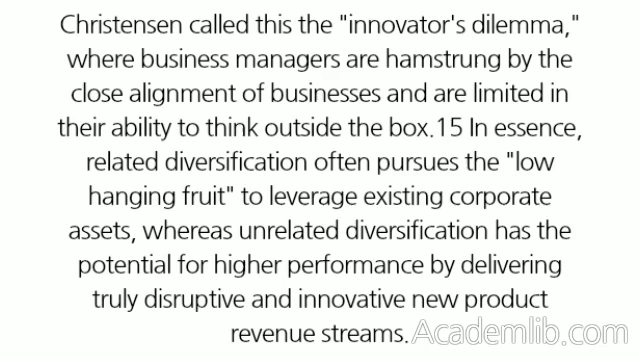 Christensen called this the "innovator's dilemma,"
where business managers are hamstrung by the
close alignment of businesses and are limited in
their ability to think outside the box.15 In essence,
related diversification often pursues the "low
hanging fruit" to leverage existing corporate
assets, whereas unrelated diversification has the
potential for higher performance by delivering
truly disruptive and innovative new product
revenue streams.
Academlib.com